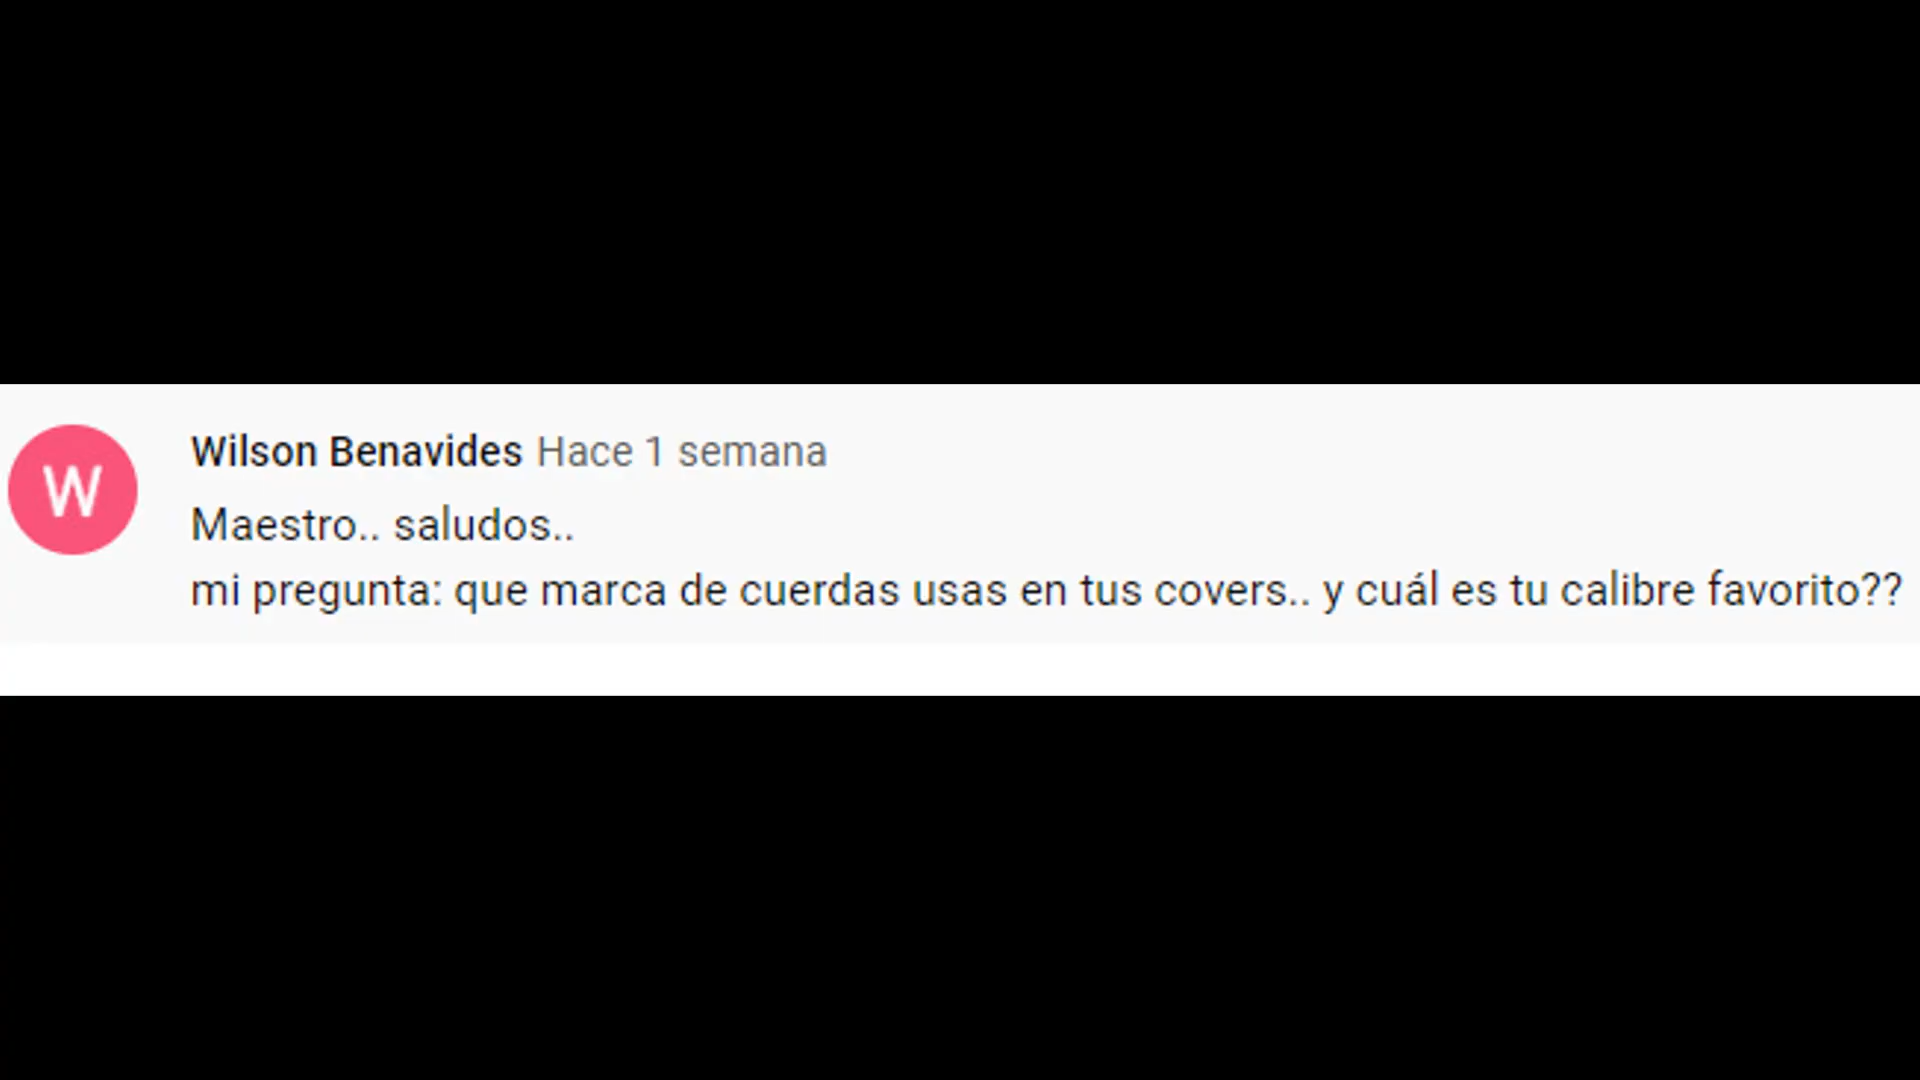 W
Wilson Benavides Hace 1 semana
Maestro.. saludos..
mi pregunta: que marca de cuerdas usas en tus covers.. y cuál es tu calibre favorito??